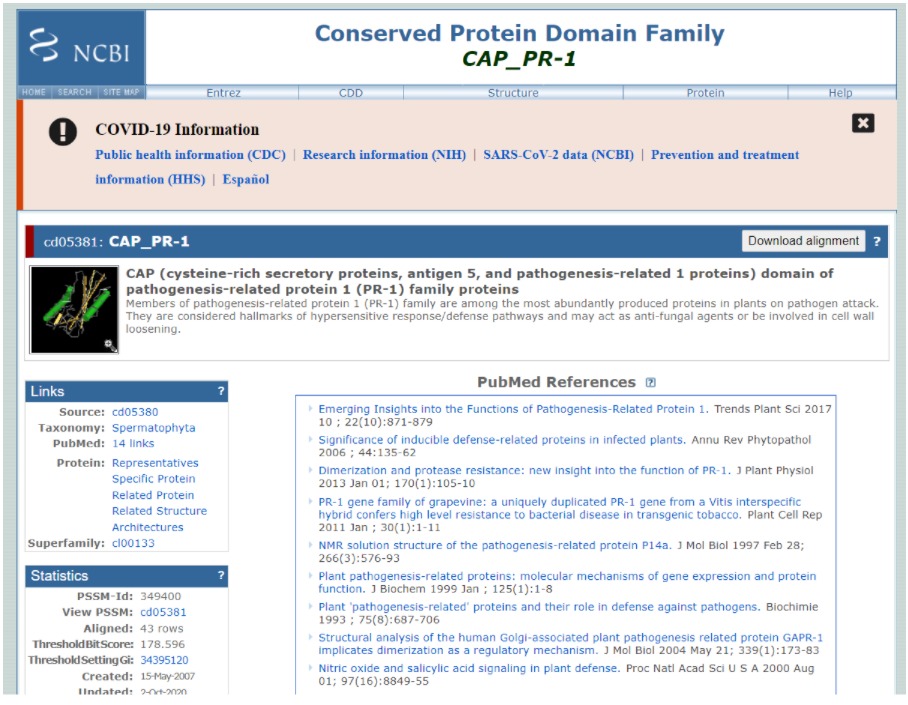 NCBI
Conserved Protein Domain Family
CAP_PR-1
HOME | SEARCH | SITE MAP
Entrez
CDD
Structure
Protein
Help
COVID-19 Information
Public health information (CDC) | Research information (NIH) | SARS-CoV-2 data (NCBI) | Prevention and treatment
information (HHS) | Español
cd05381: CAP_PR-1
Download alignment
?
CAP (cysteine-rich secretory proteins, antigen 5, and pathogenesis-related 1 proteins) domain of
pathogenesis-related protein 1 (PR-1) family proteins
Members of pathogenesis-related protein 1 (PR-1) family are among the most abundantly produced proteins in plants on pathogen attack.
They are considered hallmarks of hypersensitive response/defense pathways and may act as anti-fungal agents or be involved in cell wall
loosening.
Links ?
Source: cd05380
Taxonomy: Spermatophyta
PubMed: 14 links
Protein: Representatives
Specific Protein
Related Protein
Related Structure
Architectures
Superfamily: cl00133
Statistics ?
PSSM-Id: 349400
View PSSM: cd05381
Aligned: 43 rows
ThresholdBitScore: 178.596
ThresholdSettingGi: 34395120
Created: 15-May-2007
Updated: 2-Oct-2020
PubMed References ?
Emerging Insights into the Functions of Pathogenesis-Related Protein 1. Trends Plant Sci 2017
10 ; 22(10):871-879
Significance of inducible defense-related proteins in infected plants. Annu Rev Phytopathol
2006 ; 44:135-62
Dimerization and protease resistance: new insight into the function of PR-1. J Plant Physiol
2013 Jan 01; 170(1):105-10
PR-1 gene family of grapevine: a uniquely duplicated PR-1 gene from a Vitis interspecific
hybrid confers high level resistance to bacterial disease in transgenic tobacco. Plant Cell Rep
2011 Jan ; 30(1):1-11
NMR solution structure of the pathogenesis-related protein P14a. J Mol Biol 1997 Feb 28;
266(3):576-93
Plant pathogenesis-related proteins: molecular mechanisms of gene expression and protein
function. J Biochem 1999 Jan ; 125(1):1-8
Plant 'pathogenesis-related' proteins and their role in defense against pathogens. Biochimie
1993 ; 75(8):687-706
Structural analysis of the human Golgi-associated plant pathogenesis related protein GAPR-1
implicates dimerization as a regulatory mechanism. J Mol Biol 2004 May 21; 339(1):173-83
Nitric oxide and salicylic acid signaling in plant defense. Proc Natl Acad Sci U S A 2000 Aug
01; 97(16):8849-55